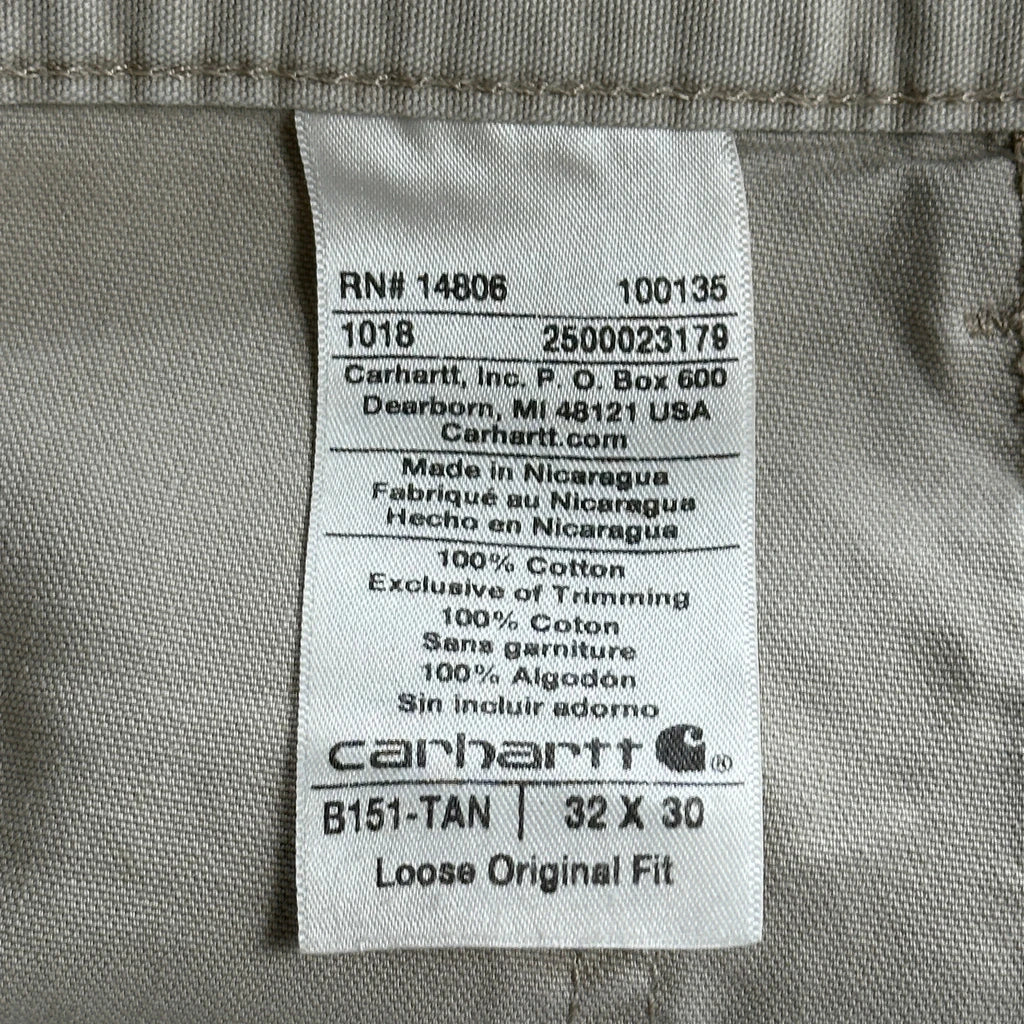 RN# 14806 100135
1018 2500023179
Carhartt, Inc. P. O. Box 600
Dearborn, MI 48121 USA
Carhartt.com
Made in Nicaragua
Fabriqué au Nicaragua
Hecho en Nicaragua
100% Cotton
Exclusive of Trimming
100% Coton
Sans garniture
100% Algodón
Sin incluir adorno
carhartt ®
B151-TAN | 32 X 30
Loose Original Fit